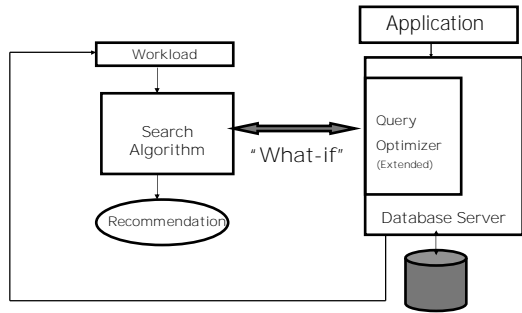 Application
Workload
Search
Algorithm
"What-if"
Query
Optimizer
(Extended)
Recommendation
Database Server